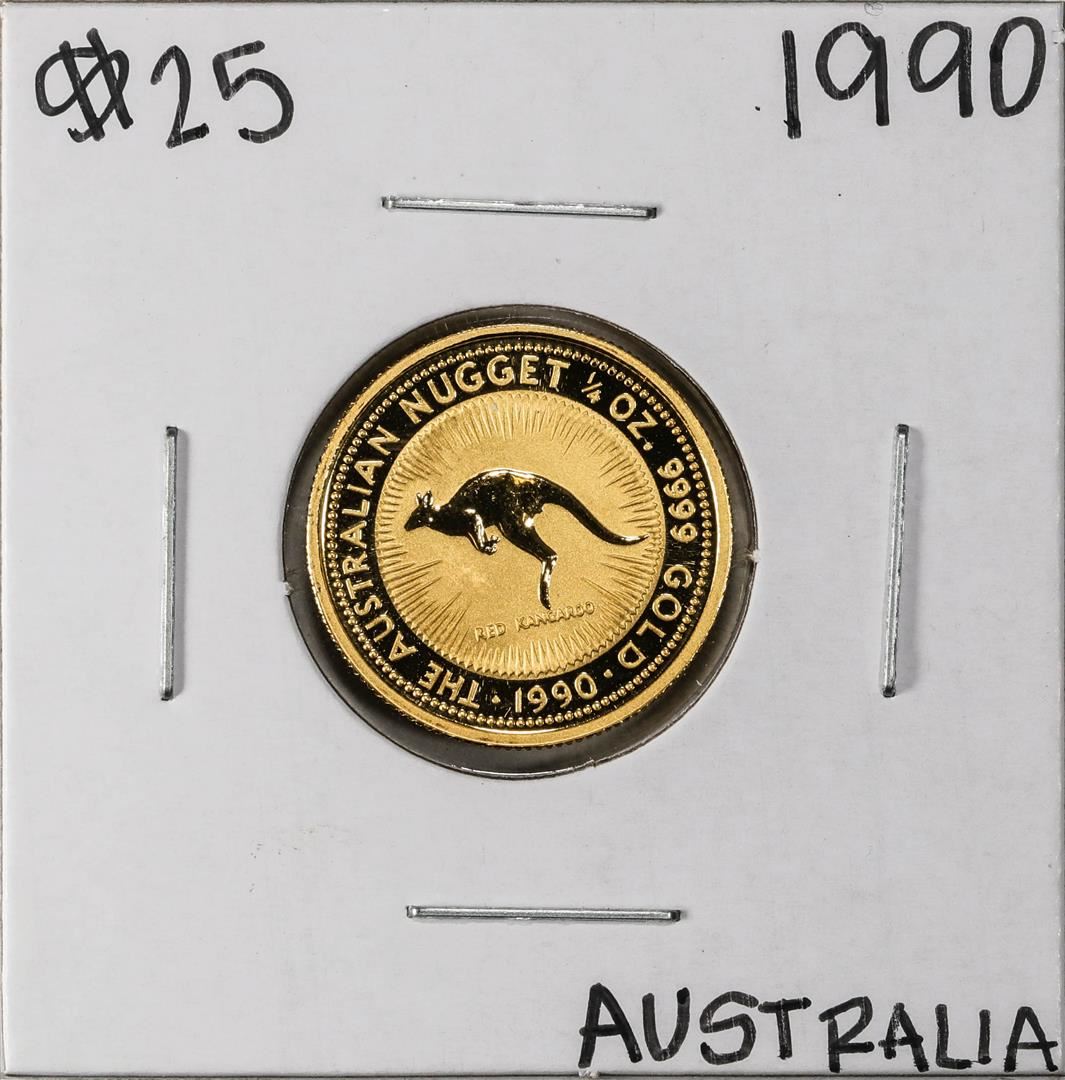 $25
1990
THE AUSTRALIAN NUGGET 1/4 OZ. 9999 GOLD · 1990 ·
RED KANGAROO
AUSTRALIA